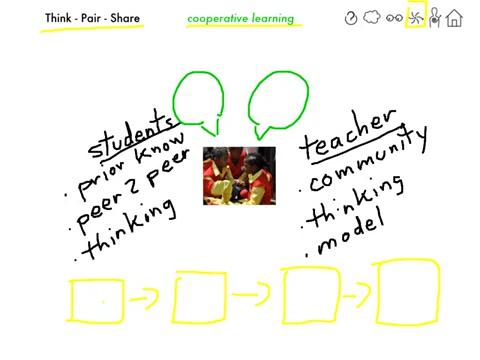 Think - Pair - Share
cooperative learning
students
· prior know
· peer 2 peer
· thinking
teacher
· community
· thinking
· model